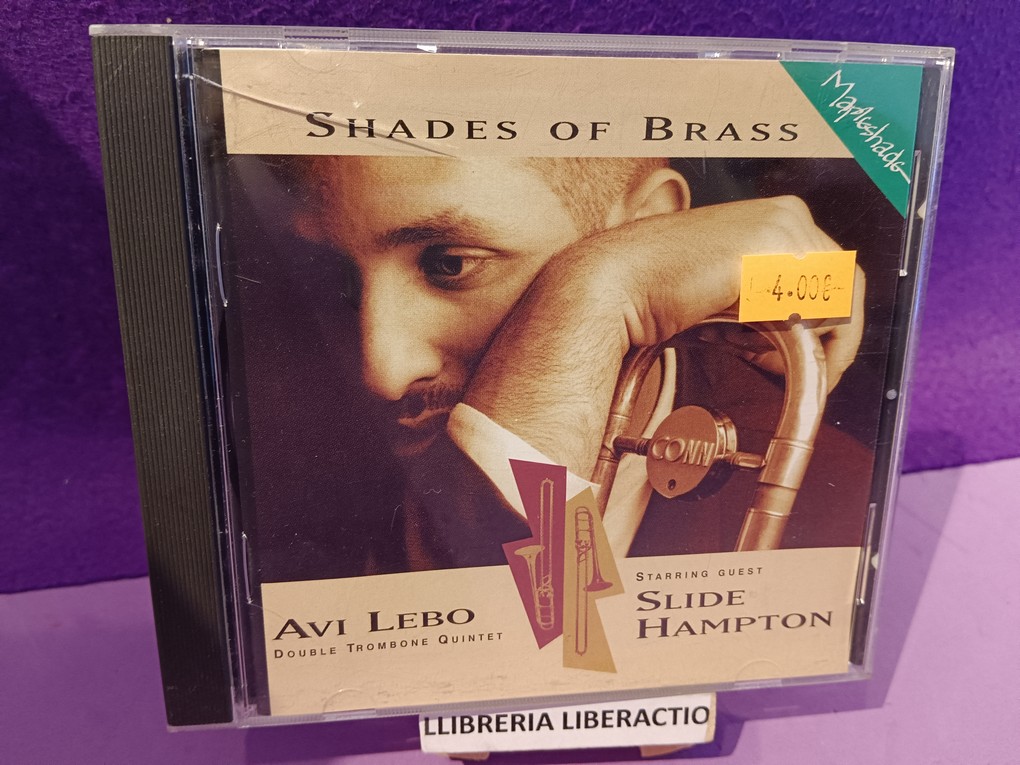 SHADES OF BRASS
Mapleshade
4.00€
CONN
AVI LEBO
DOUBLE TROMBONE QUINTET
STARRING GUEST
SLIDE
HAMPTON
LLIBRERIA LIBERACTIO